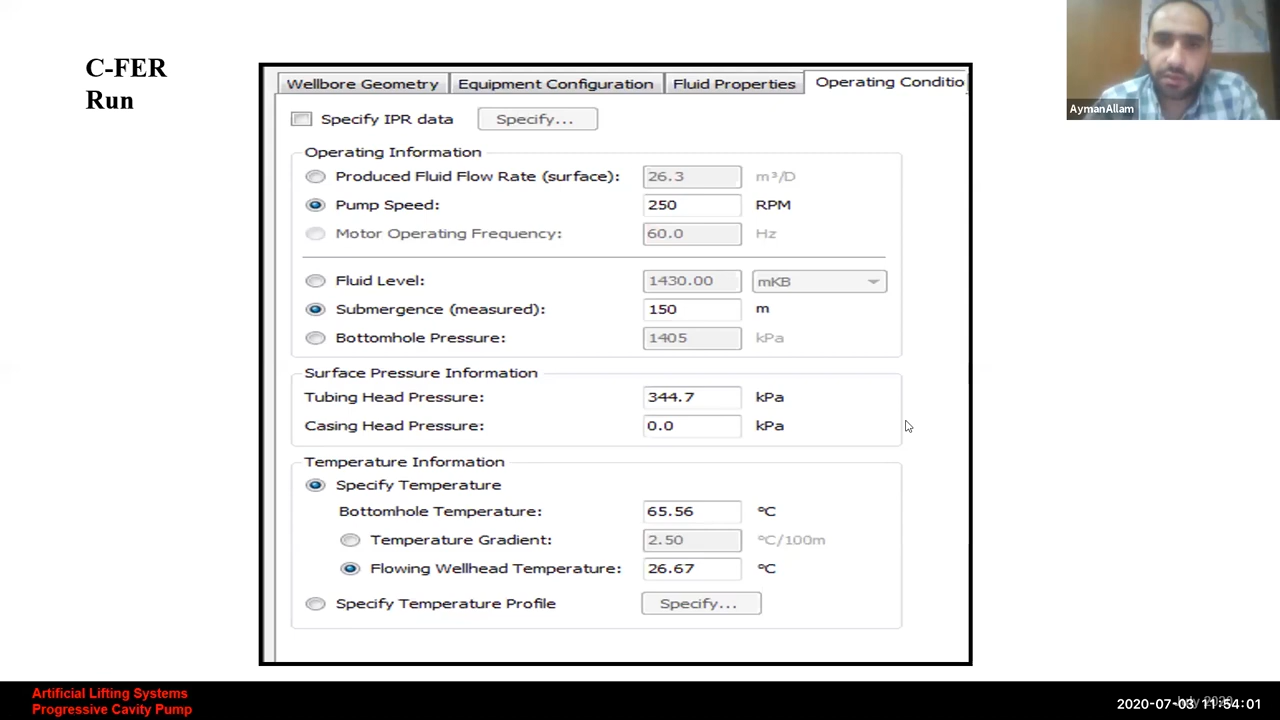 C-FER
Run
AymanAllam
Wellbore Geometry Equipment Configuration Fluid Properties Operating Conditio
Specify IPR data Specify...
Operating Information
Produced Fluid Flow Rate (surface): 26.3 m³/D
Pump Speed: 250 RPM
Motor Operating Frequency: 60.0 Hz
Fluid Level: 1430.00 mKB
Submergence (measured): 150 m
Bottomhole Pressure: 1405 kPa
Surface Pressure Information
Tubing Head Pressure: 344.7 kPa
Casing Head Pressure: 0.0 kPa
Temperature Information
Specify Temperature
Bottomhole Temperature: 65.56 ºC
Temperature Gradient: 2.50 ºC/100m
Flowing Wellhead Temperature: 26.67 ºC
Specify Temperature Profile Specify...
Artificial Lifting Systems
Progressive Cavity Pump
2020-07-03 11:54:01